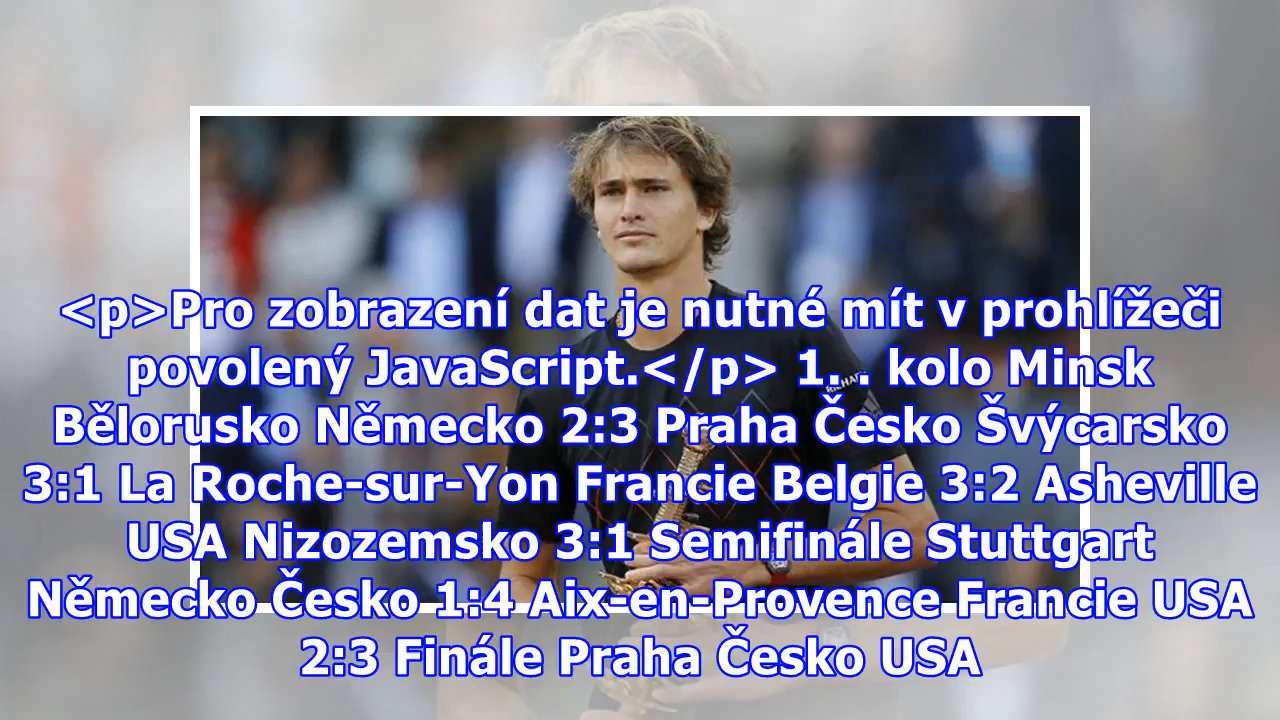 <p>Pro zobrazení dat je nutné mít v prohlížeči
povolený JavaScript.</p> 1. . kolo Minsk
Bělorusko Německo 2:3 Praha Česko Švýcarsko
3:1 La Roche-sur-Yon Francie Belgie 3:2 Asheville
USA Nizozemsko 3:1 Semifinále Stuttgart
Německo Česko 1:4 Aix-en-Provence Francie USA
2:3 Finále Praha Česko USA
RICHARD